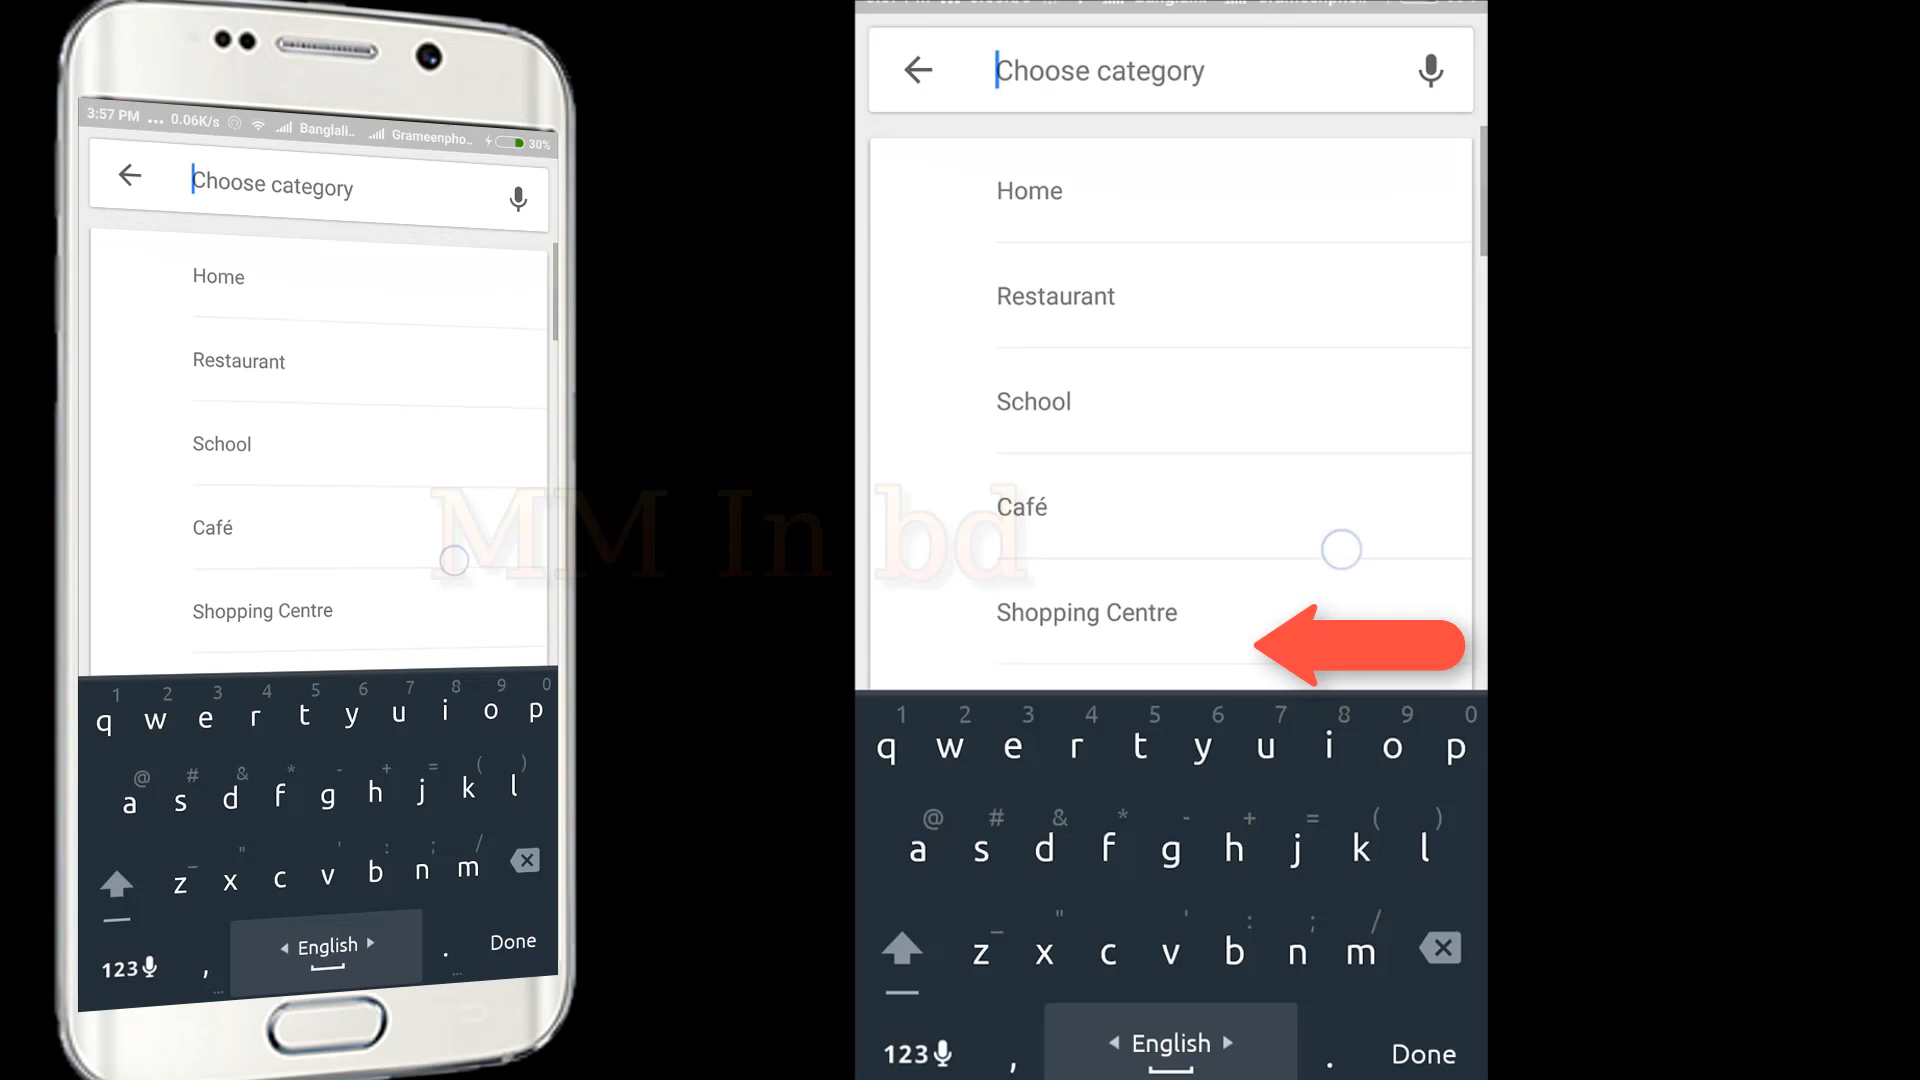 3:57 PM ... 0.06K/s Banglali.. Grameenpho.. 30%
Choose category
Home
Restaurant
School
Café
Shopping Centre
1 2 3 4 5 6 7 8 9 0
q w e r t y u i o p
@ # & * - + = ( )
a s d f g h j k l
_ " ' : ; /
z x c v b n m
123 , English . Done
MM In bd
Choose category
Home
Restaurant
School
Café
Shopping Centre
1 2 3 4 5 6 7 8 9 0
q w e r t y u i o p
@ # & * - + = ( )
a s d f g h j k l
_ " ' : ; /
z x c v b n m
123 , English . Done